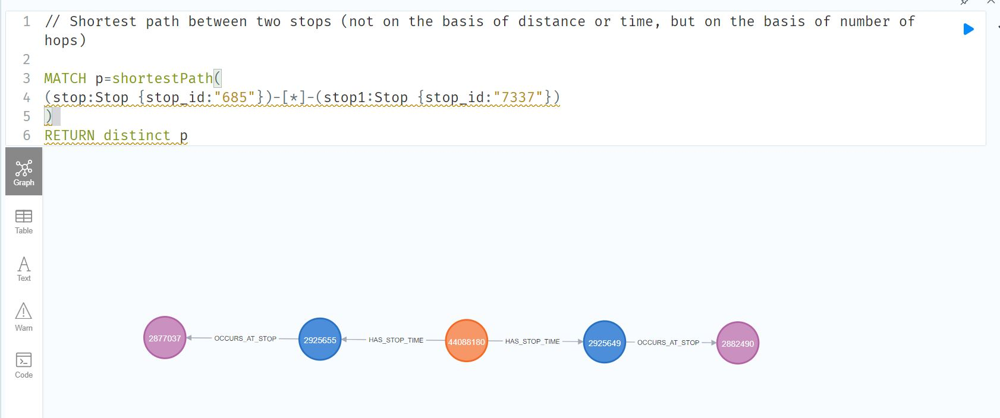 1 // Shortest path between two stops (not on the basis of distance or time, but on the basis of number of
hops)
2
3 MATCH p=shortestPath(
4 (stop:Stop {stop_id:"685"})-[*]-(stop1:Stop {stop_id:"7337"})
5 )
6 RETURN distinct p
Graph
Table
Text
Warn
Code
2877037 OCCURS_AT_STOP 2925655 HAS_STOP_TIME 44088180 HAS_STOP_TIME 2925649 OCCURS_AT_STOP 2882490